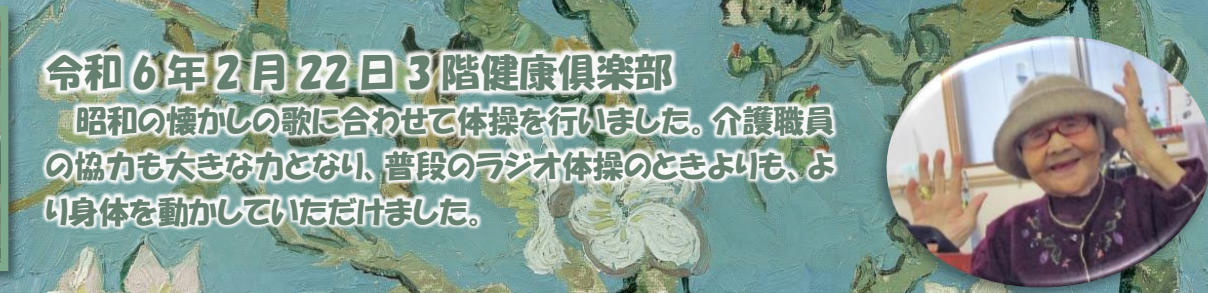 令和6年2月22日3階健康倶楽部
昭和の懐かしの歌に合わせて体操を行いました。介護職員
の協力も大きな力となり、普段のラジオ体操のときよりも、よ
り身体を動かしていただけました。